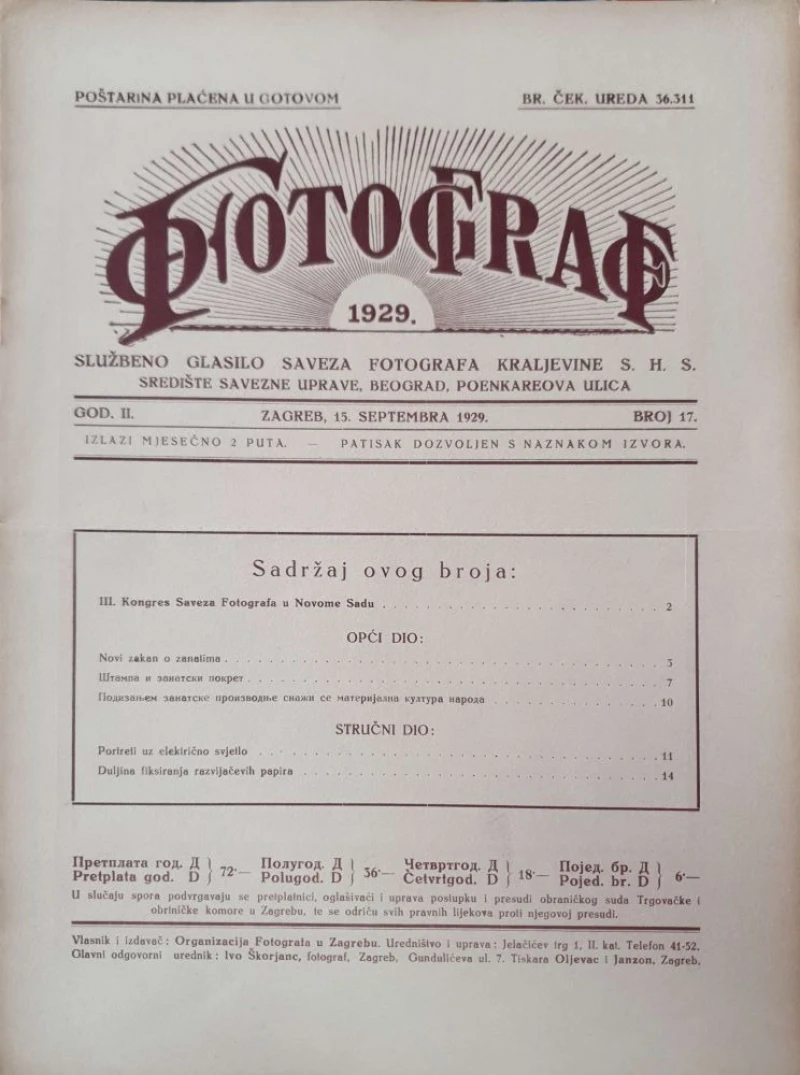 POŠTARINA PLAĆENA U GOTOVOM
BR. ČEK. UREDA 36.311
FOTOGRAF
1929.
SLUŽBENO GLASILO SAVEZA FOTOGRAFA KRALJEVINE S. H. S.
SREDIŠTE SAVEZNE UPRAVE, BEOGRAD, POENKAREOVA ULICA
GOD. II. ZAGREB, 15. SEPTEMBRA 1929. BROJ 17.
IZLAZI MJESEČNO 2 PUTA. — PATISAK DOZVOLJEN S NAZNAKOM IZVORA.
Sadržaj ovog broja:
III. Kongres Saveza Fotografa u Novome Sadu . . . . . . . . . . . . . . . . . . . . . . . . 2
OPĆI DIO:
Novi zakan o zanatima . . . . . . . . . . . . . . . . . . . . . . . . . . . . . . . . . . . 3
Штампа и занатски покрет . . . . . . . . . . . . . . . . . . . . . . . . . . . . . . . . 7
Подизањем занатске производње снажи се материјална култура народа . . . . . . . . . . . . . 10
STRUČNI DIO:
Portreti uz električno svjetlo . . . . . . . . . . . . . . . . . . . . . . . . . . . . . . 11
Duljina fiksiranja razvijačevih papira . . . . . . . . . . . . . . . . . . . . . . . . . . . 14
Претплата год. Д } 72·— Полугод. Д } 36·— Четвртгод. Д } 18·— Појед. бр. Д } 6·—
Pretplata god. D Polugod. D Četvrtgod. D Pojed. br. D
U slučaju spora podvrgavaju se pretplatnici, oglašivači i uprava postupku i presudi obraničkog suda Trgovačke i
obrtničke komore u Zagrebu, te se odriču svih pravnih lijekova proti njegovoj presudi.
Vlasnik i izdavač: Organizacija Fotografa u Zagrebu. Uredništvo i uprava: Jelačićev trg 1, II. kat. Telefon 41-52.
Glavni odgovorni urednik: Ivo Škorjanc, fotograf, Zagreb, Gundulićeva ul. 7. Tiskara Oljevac i Janzon, Zagreb.